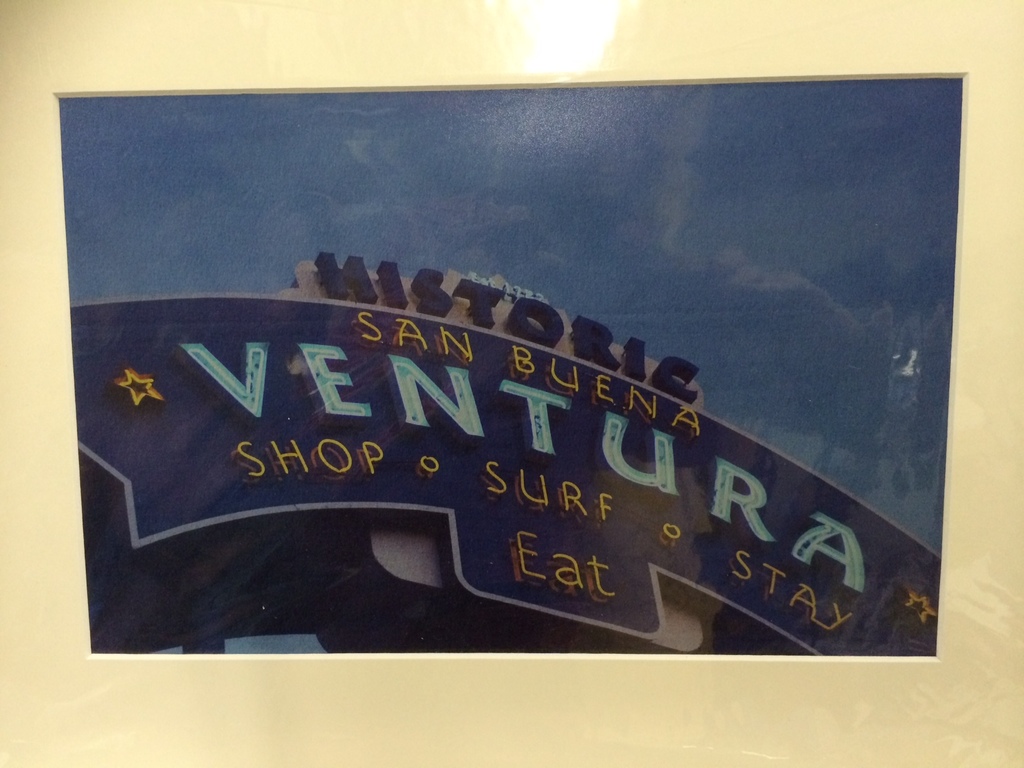 HISTORIC
SAN BUENA
VENTURA
SHOP • SURF • STAY
Eat